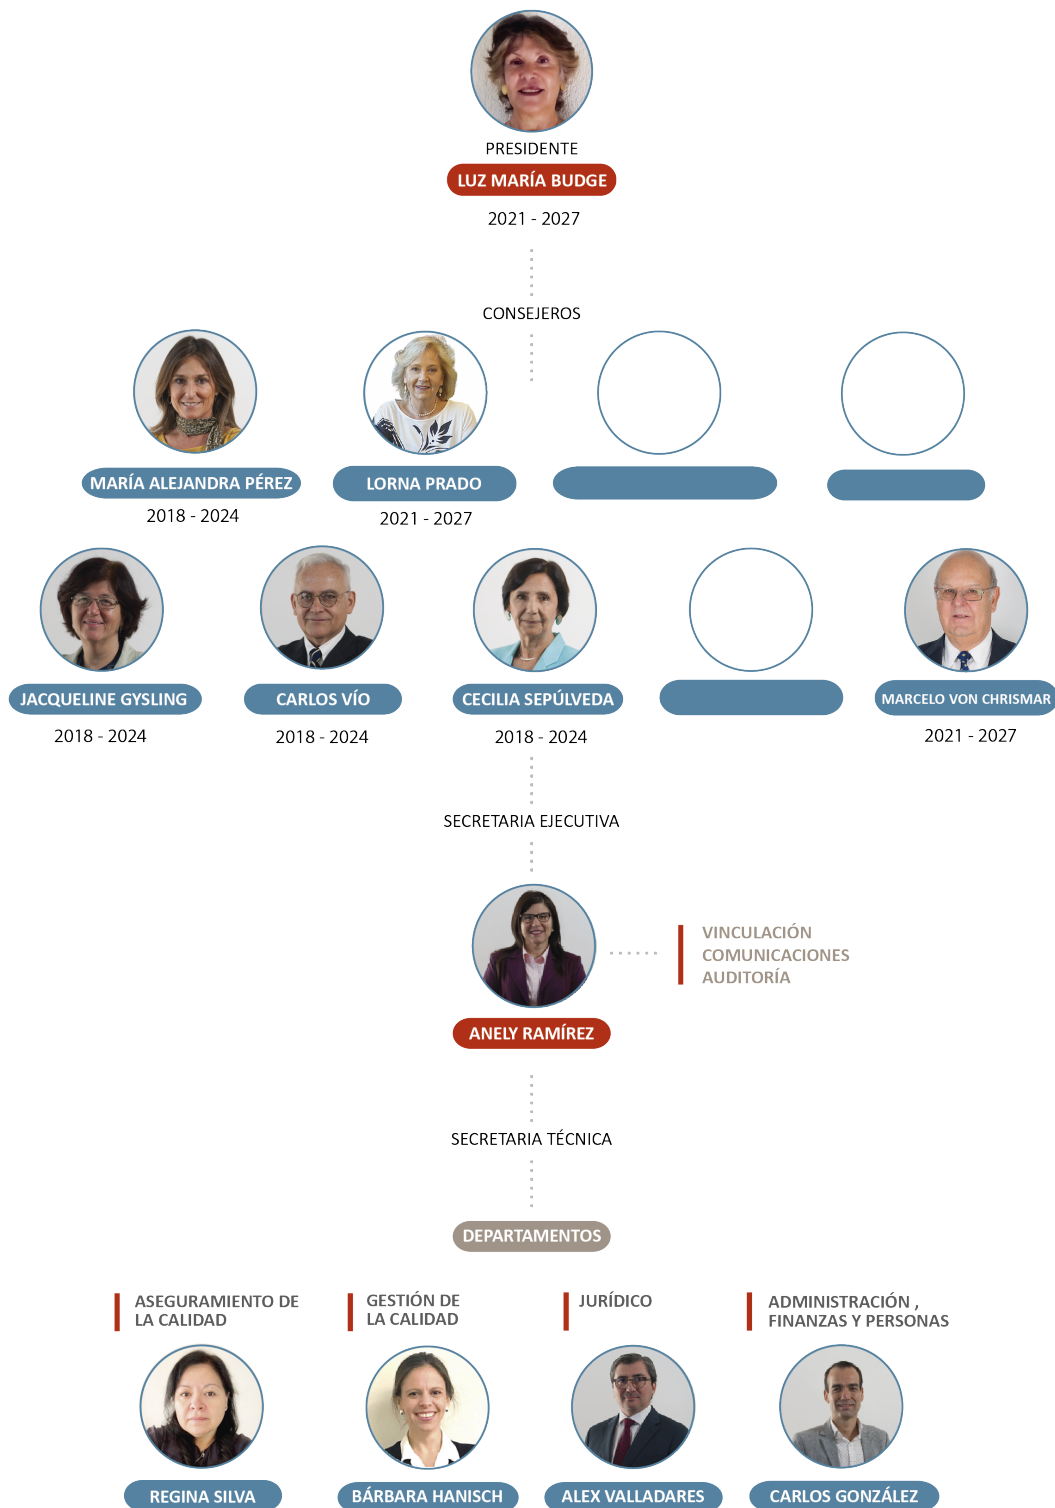 PRESIDENTE
LUZ MARÍA BUDGE
2021 - 2027
CONSEJEROS
MARÍA ALEJANDRA PÉREZ
LORNA PRADO
2018 - 2024
2021 - 2027
JACQUELINE GYSLING
CARLOS VÍO
CECILIA SEPÚLVEDA
MARCELO VON CHRISMAR
2018 - 2024
2018 - 2024
2018 - 2024
2021 - 2027
SECRETARIA EJECUTIVA
VINCULACIÓN
COMUNICACIONES
AUDITORÍA
ANELY RAMÍREZ
SECRETARIA TÉCNICA
DEPARTAMENTOS
ASEGURAMIENTO DE
LA CALIDAD
GESTIÓN DE
LA CALIDAD
JURÍDICO
ADMINISTRACIÓN ,
FINANZAS Y PERSONAS
REGINA SILVA
BÁRBARA HANISCH
ALEX VALLADARES
CARLOS GONZÁLEZ